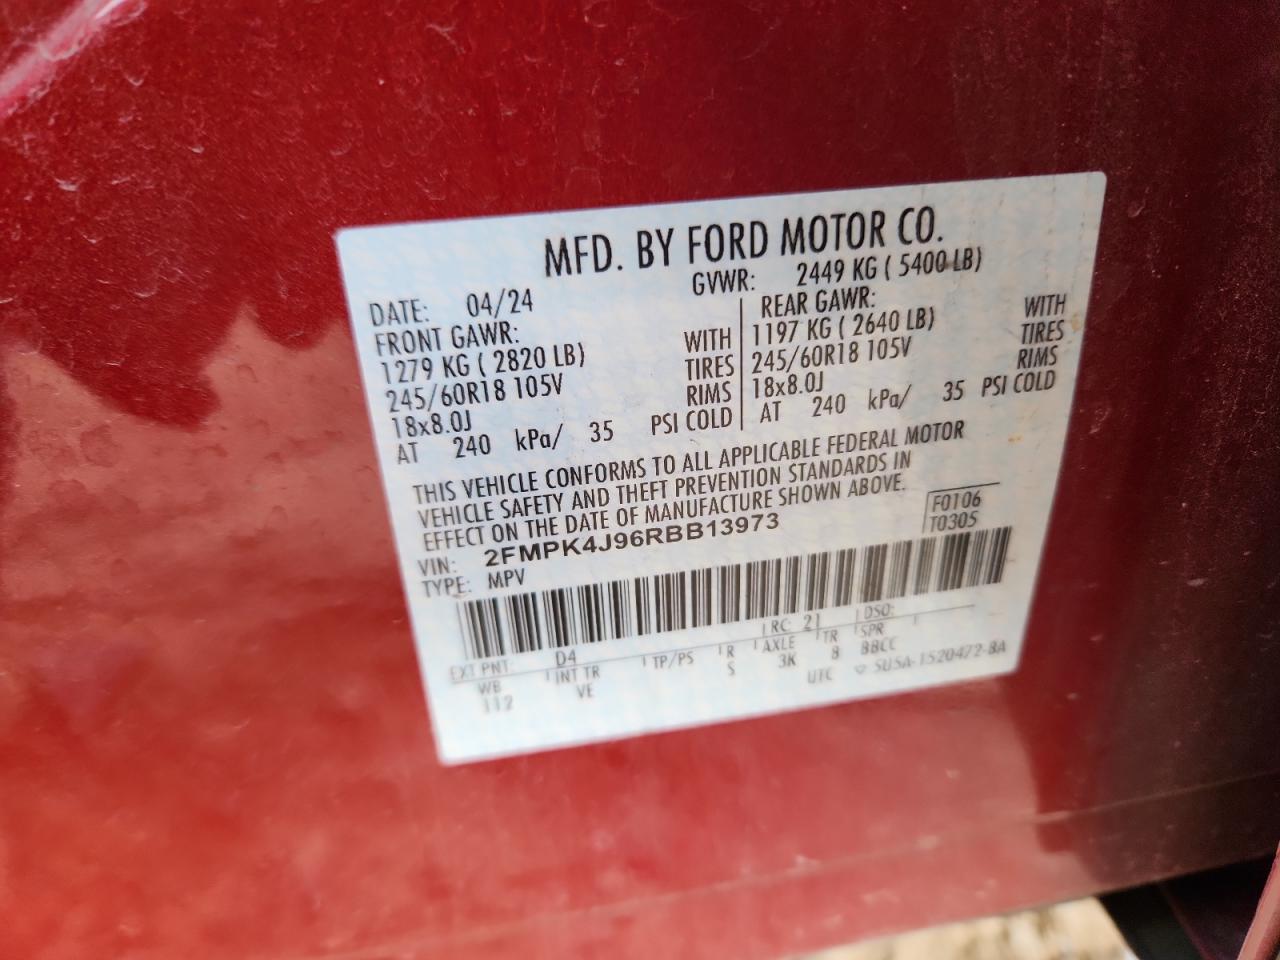 MFD. BY FORD MOTOR CO.
DATE: 04/24 GVWR: 2449 KG ( 5400 LB)
FRONT GAWR: REAR GAWR:
1279 KG ( 2820 LB) WITH 1197 KG ( 2640 LB) WITH
245/60R18 105V TIRES 245/60R18 105V TIRES
18x8.0J RIMS 18x8.0J RIMS
AT 240 kPa/ 35 PSI COLD AT 240 kPa/ 35 PSI COLD
THIS VEHICLE CONFORMS TO ALL APPLICABLE FEDERAL MOTOR
VEHICLE SAFETY AND THEFT PREVENTION STANDARDS IN
EFFECT ON THE DATE OF MANUFACTURE SHOWN ABOVE.
F0106
T0305
VIN: 2FMPK4J96RBB13973
TYPE: MPV
EXT PNT: D4 RC: 21 DSO:
WB INT TR TP/PS R AXLE TR SPR
112 VE S 3K 8 BBCC
UTC ▽ SU5A-1520472-BA